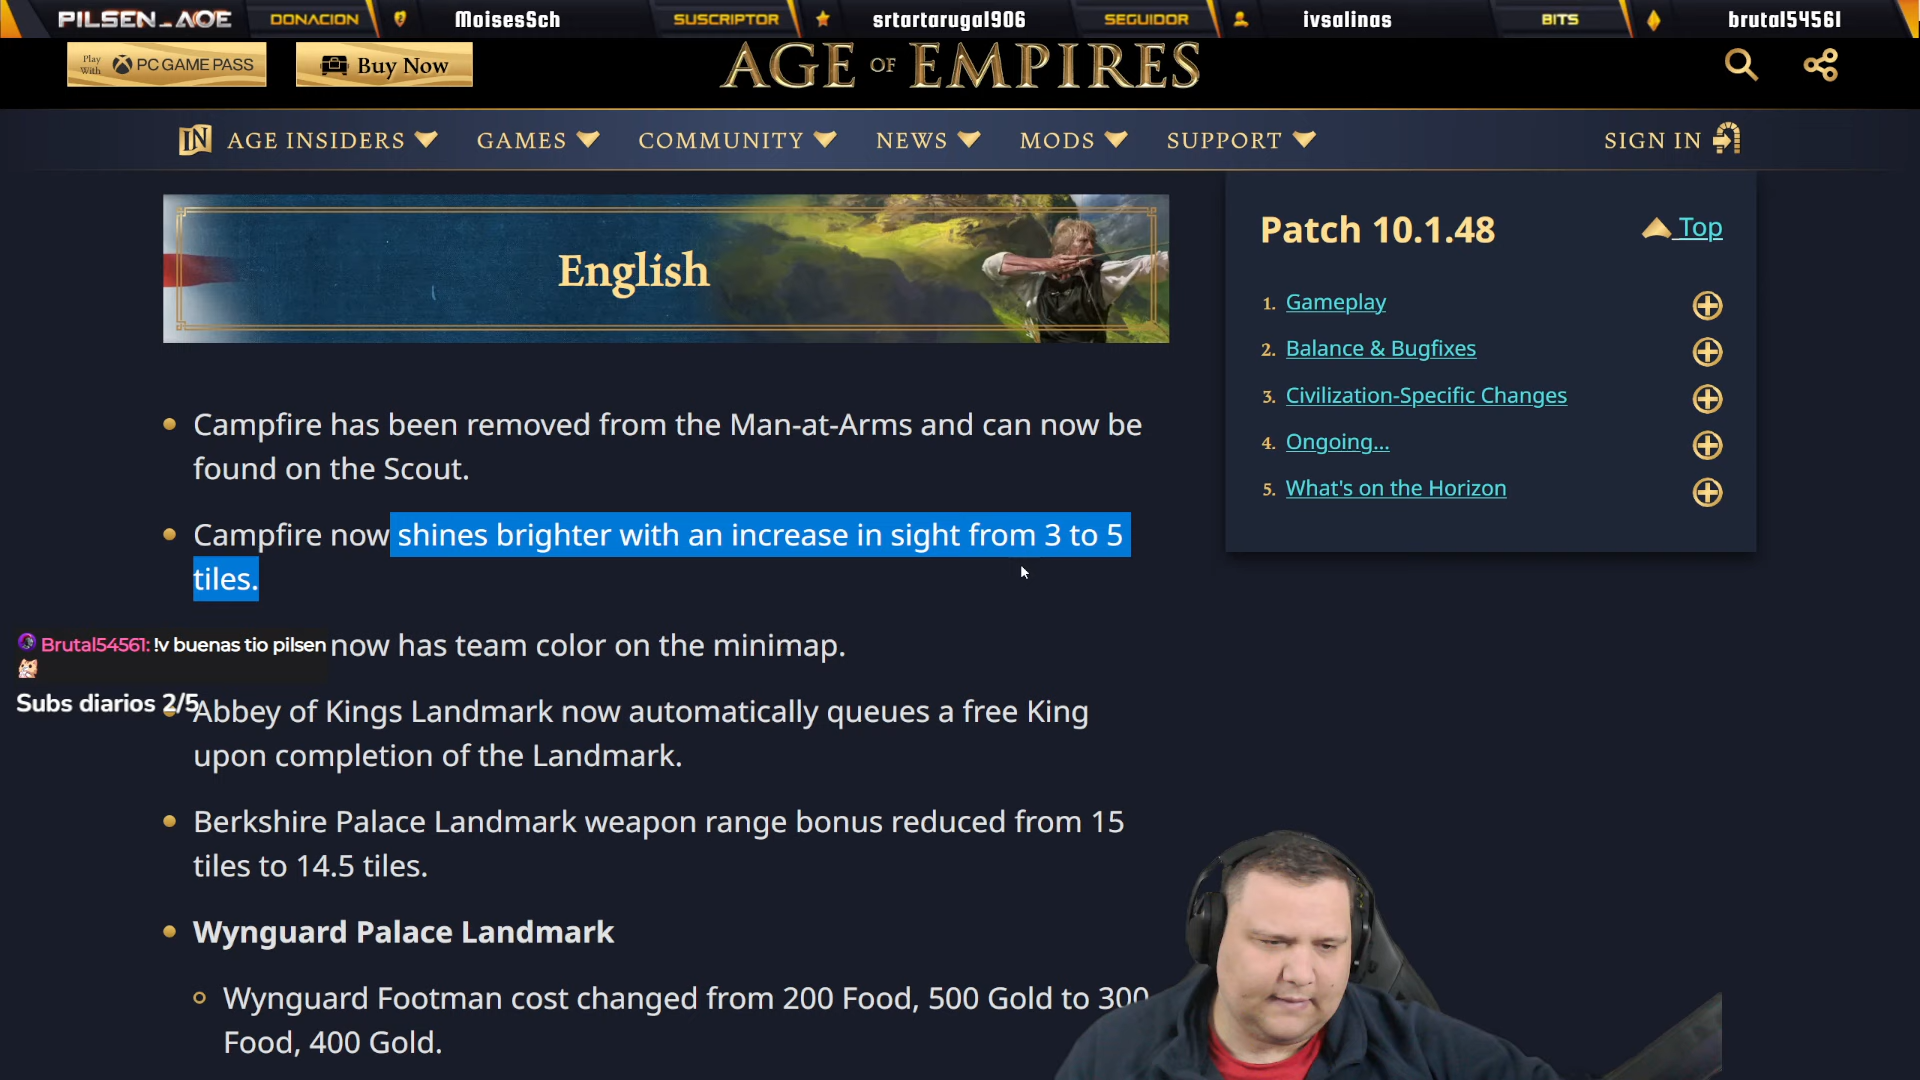 PILSEN_AOE DONACION MoisesSch SUSCRIPTOR srtartarugal906 SEGUIDOR ivsalinas BITS brutal54561
Play With PC GAME PASS Buy Now AGE OF EMPIRES
IN AGE INSIDERS GAMES COMMUNITY NEWS MODS SUPPORT SIGN IN
English
Campfire has been removed from the Man-at-Arms and can now be
found on the Scout.
Campfire now shines brighter with an increase in sight from 3 to 5
tiles.
now has team color on the minimap.
Abbey of Kings Landmark now automatically queues a free King
upon completion of the Landmark.
Berkshire Palace Landmark weapon range bonus reduced from 15
tiles to 14.5 tiles.
Wynguard Palace Landmark
Wynguard Footman cost changed from 200 Food, 500 Gold to 300
Food, 400 Gold.
Patch 10.1.48 Top
1. Gameplay
2. Balance & Bugfixes
3. Civilization-Specific Changes
4. Ongoing...
5. What's on the Horizon
Brutal54561: !v buenas tio pilsen
Subs diarios 2/5